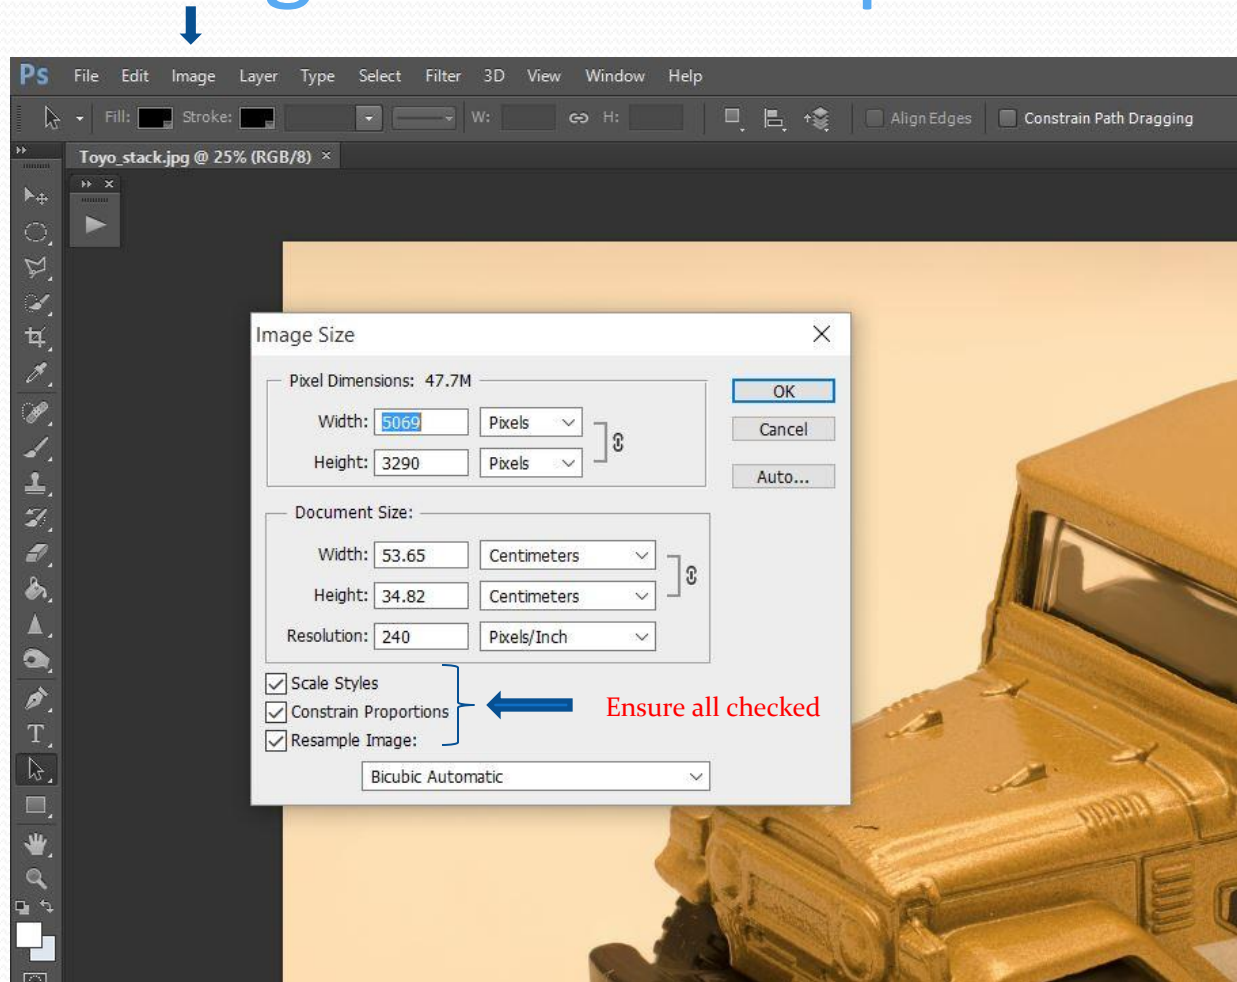 Ps File Edit Image Layer Type Select Filter 3D View Window Help
Fill: Stroke: W: H: Align Edges Constrain Path Dragging
Toyo_stack.jpg @ 25% (RGB/8) ×
Image Size
Pixel Dimensions: 47.7M
Width: 5069 Pixels
Height: 3290 Pixels
OK
Cancel
Auto...
Document Size:
Width: 53.65 Centimeters
Height: 34.82 Centimeters
Resolution: 240 Pixels/Inch
Scale Styles
Constrain Proportions
Resample Image:
Ensure all checked
Bicubic Automatic